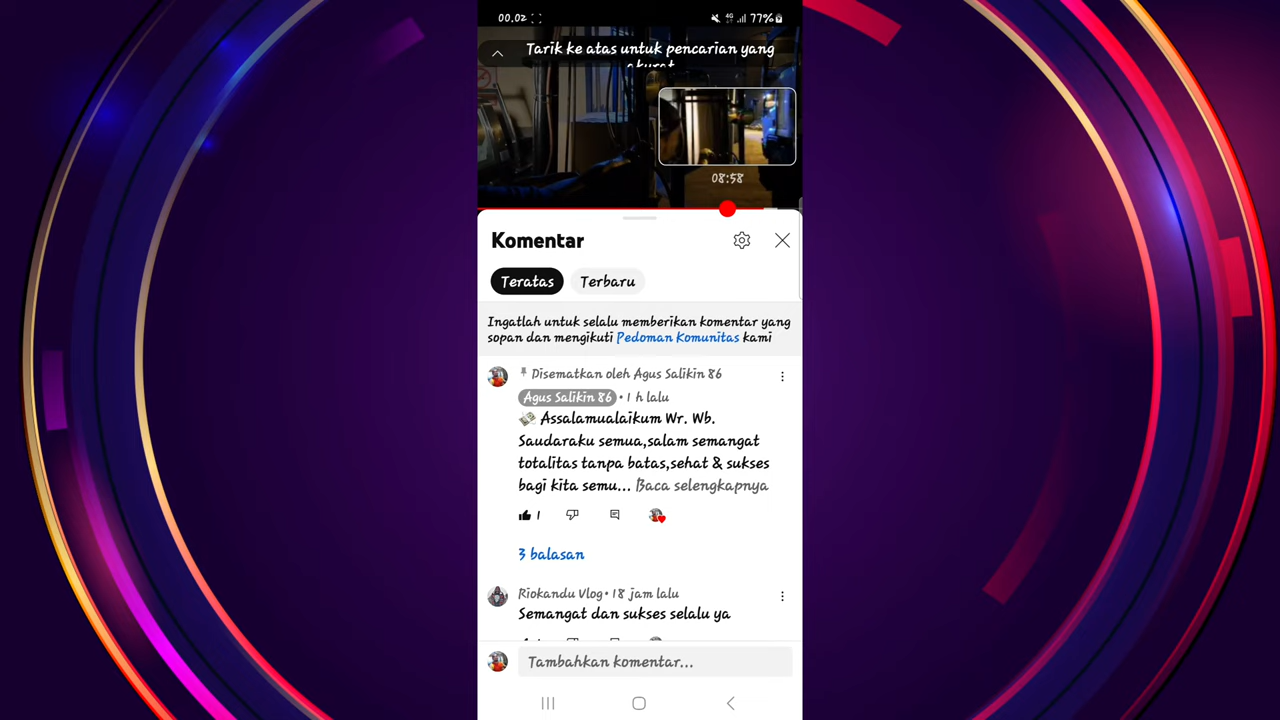 00.02
4G 77%
Tarik ke atas untuk pencarian yang
akurat
08:58
Komentar
Teratas Terbaru
Ingatlah untuk selalu memberikan komentar yang
sopan dan mengikuti Pedoman Komunitas kami
Disematkan oleh Agus Salikin 86
Agus Salikin 86 • 1 h lalu
💸 Assalamualaikum Wr. Wb.
Saudaraku semua,salam semangat
totalitas tanpa batas,sehat & sukses
bagi kita semu... Baca selengkapnya
1
3 balasan
Riokandu Vlog • 18 jam lalu
Semangat dan sukses selalu ya
Tambahkan komentar...